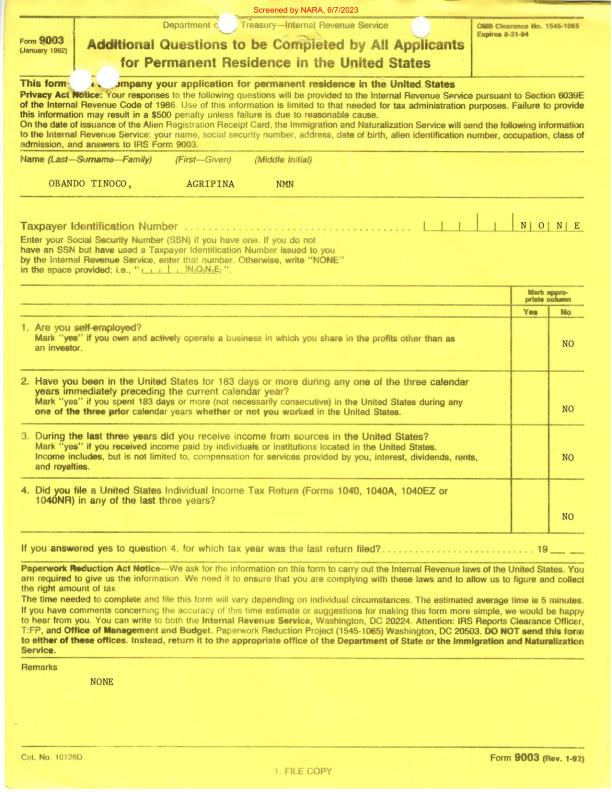 Screened by NARA, 6/7/2023
Department Treasury—Internal Revenue Service
Form 9003
(January 1992)
Additional Questions to be Completed by All Applicants
for Permanent Residence in the United States
OMB Clearance No. 1545-1065
Expires 8-31-94
This form company your application for permanent residence in the United States
Privacy Act Notice: Your responses to the following questions will be provided to the Internal Revenue Service pursuant to Section 6039E
of the Internal Revenue Code of 1986. Use of this information is limited to that needed for tax administration purposes. Failure to provide
this information may result in a $500 penalty unless failure is due to reasonable cause.
On the date of issuance of the Alien Registration Receipt Card, the Immigration and Naturalization Service will send the following information
to the Internal Revenue Service: your name, social security number, address, date of birth, alien identification number, occupation, class of
admission, and answers to IRS Form 9003.
Name (Last—Surname—Family) (First—Given) (Middle Initial)
OBANDO TINOCO, AGRIPINA NMN
Taxpayer Identification Number N O N E
Enter your Social Security Number (SSN) if you have one. If you do not
have an SSN but have used a Taxpayer Identification Number issued to you
by the Internal Revenue Service, enter that number. Otherwise, write "NONE"
in the space provided; i.e., " N O N E ".
Mark appro-
priate column
Yes No
1. Are you self-employed?
Mark "yes" if you own and actively operate a business in which you share in the profits other than as
an investor.
NO
2. Have you been in the United States for 183 days or more during any one of the three calendar
years immediately preceding the current calendar year?
Mark "yes" if you spent 183 days or more (not necessarily consecutive) in the United States during any
one of the three prior calendar years whether or not you worked in the United States.
NO
3. During the last three years did you receive income from sources in the United States?
Mark "yes" if you received income paid by individuals or institutions located in the United States.
Income includes, but is not limited to, compensation for services provided by you, interest, dividends, rents,
and royalties.
NO
4. Did you file a United States Individual Income Tax Return (Forms 1040, 1040A, 1040EZ or
1040NR) in any of the last three years?
NO
If you answered yes to question 4, for which tax year was the last return filed? 19 __ __
Paperwork Reduction Act Notice—We ask for the information on this form to carry out the Internal Revenue laws of the United States. You
are required to give us the information. We need it to ensure that you are complying with these laws and to allow us to figure and collect
the right amount of tax.
The time needed to complete and file this form will vary depending on individual circumstances. The estimated average time is 5 minutes.
If you have comments concerning the accuracy of this time estimate or suggestions for making this form more simple, we would be happy
to hear from you. You can write to both the Internal Revenue Service, Washington, DC 20224. Attention: IRS Reports Clearance Officer,
T:FP, and Office of Management and Budget. Paperwork Reduction Project (1545-1065) Washington, DC 20503. DO NOT send this form
to either of these offices. Instead, return it to the appropriate office of the Department of State or the Immigration and Naturalization
Service.
Remarks
NONE
Cat. No. 10126D
Form 9003 (Rev. 1-92)
1. FILE COPY